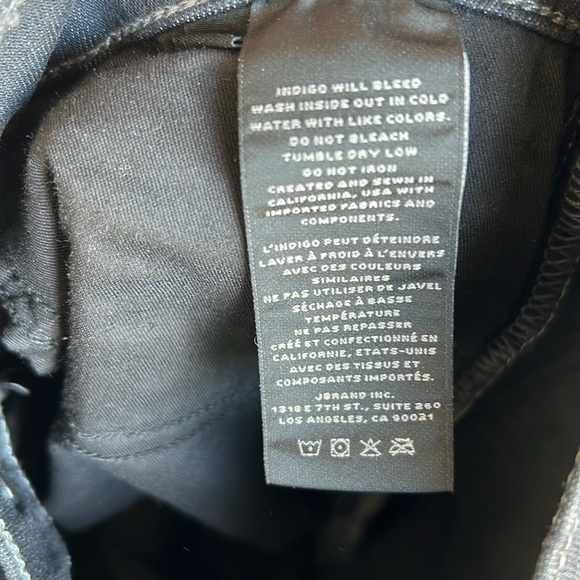 INDIGO WILL BLEED
WASH INSIDE OUT IN COLD
WATER WITH LIKE COLORS.
DO NOT BLEACH
TUMBLE DRY LOW
DO NOT IRON
CREATED AND SEWN IN
CALIFORNIA, USA WITH
IMPORTED FABRICS AND
COMPONENTS.
L'INDIGO PEUT DÉTEINDRE
LAVER À FROID À L'ENVERS
AVEC DES COULEURS
SIMILAIRES
NE PAS UTILISER DE JAVEL
SÉCHAGE À BASSE
TEMPÉRATURE
NE PAS REPASSER
CRÉÉ ET CONFECTIONNÉ EN
CALIFORNIE, ETATS-UNIS
AVEC DES TISSUS ET
COMPOSANTS IMPORTÉS.
JBRAND INC.
1318 E 7TH ST., SUITE 260
LOS ANGELES, CA 90021